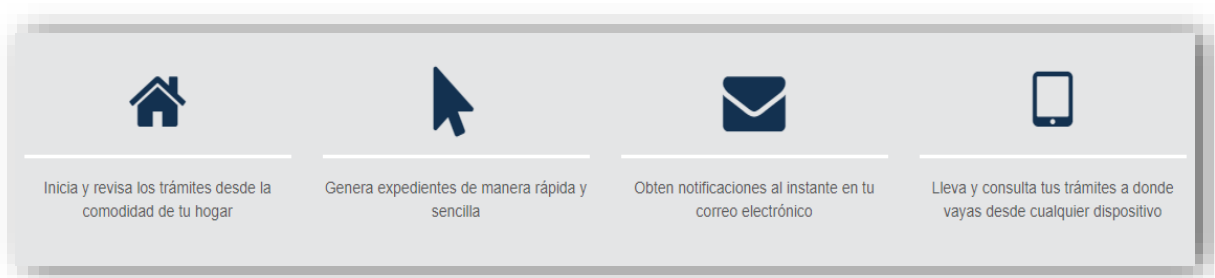 Inicia y revisa los trámites desde la
comodidad de tu hogar
Genera expedientes de manera rápida y
sencilla
Obten notificaciones al instante en tu
correo electrónico
Lleva y consulta tus trámites a donde
vayas desde cualquier dispositivo